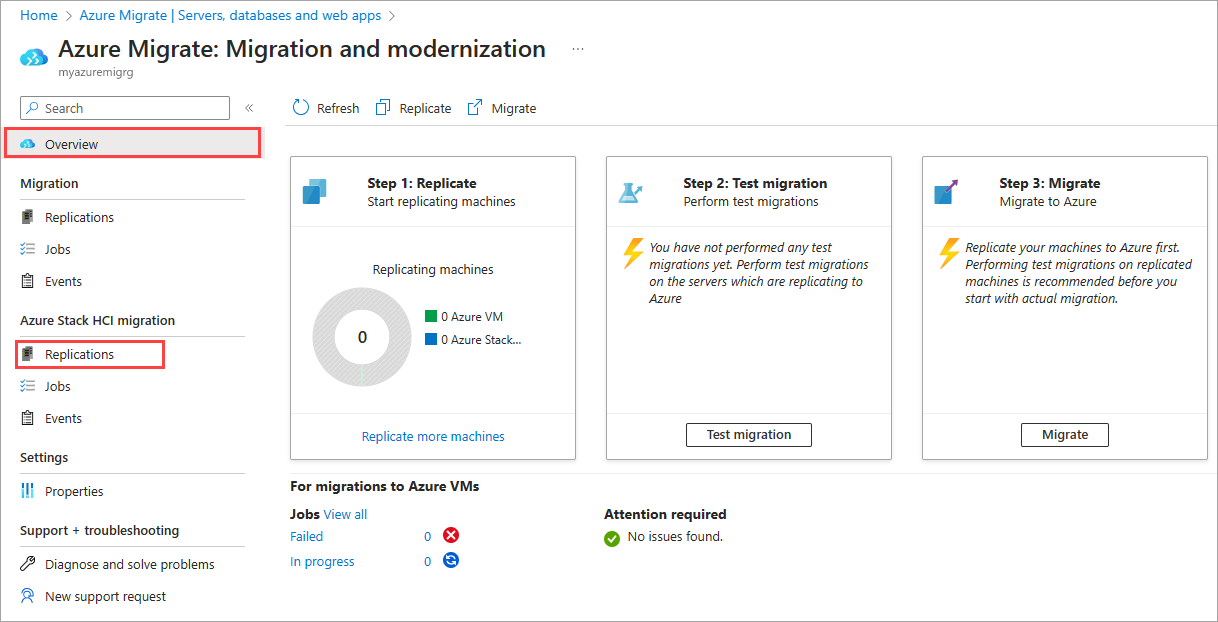 Home > Azure Migrate | Servers, databases and web apps >
Azure Migrate: Migration and modernization ...
myazuremigrg
Search «
Refresh Replicate Migrate
Overview
Migration
Replications
Jobs
Events
Azure Stack HCI migration
Replications
Jobs
Events
Settings
Properties
Support + troubleshooting
Diagnose and solve problems
New support request
Step 1: Replicate
Start replicating machines
Replicating machines
0
0 Azure VM
0 Azure Stack...
Replicate more machines
Step 2: Test migration
Perform test migrations
You have not performed any test
migrations yet. Perform test migrations
on the servers which are replicating to
Azure
Test migration
Step 3: Migrate
Migrate to Azure
Replicate your machines to Azure first.
Performing test migrations on replicated
machines is recommended before you
start with actual migration.
Migrate
For migrations to Azure VMs
Jobs View all
Failed 0
In progress 0
Attention required
No issues found.